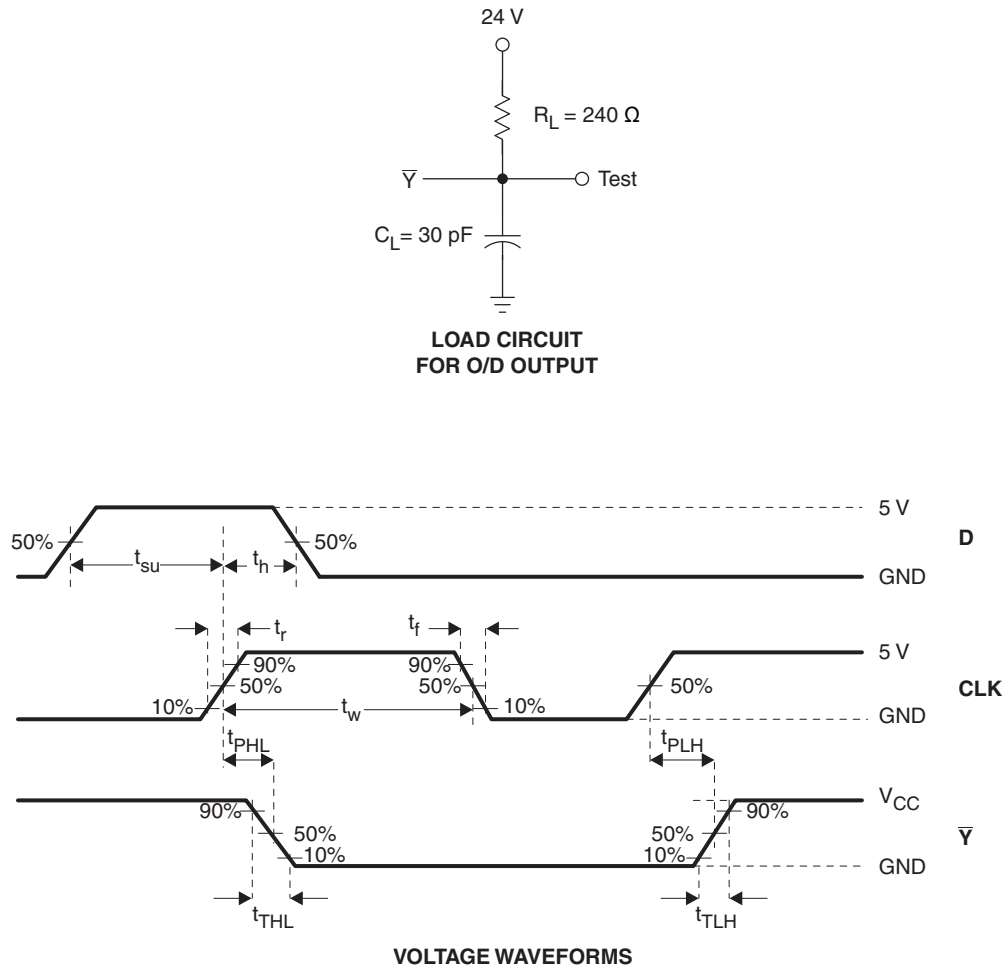 24 V
R_L = 240 Ω
Y̅
Test
C_L = 30 pF
LOAD CIRCUIT
FOR O/D OUTPUT
5 V
50%
50%
D
t_su
t_h
GND
t_r
t_f
5 V
90%
90%
50%
50%
50%
CLK
10%
t_w
10%
GND
t_PHL
t_PLH
V_CC
90%
90%
50%
50%
Y̅
10%
10%
GND
t_THL
t_TLH
VOLTAGE WAVEFORMS